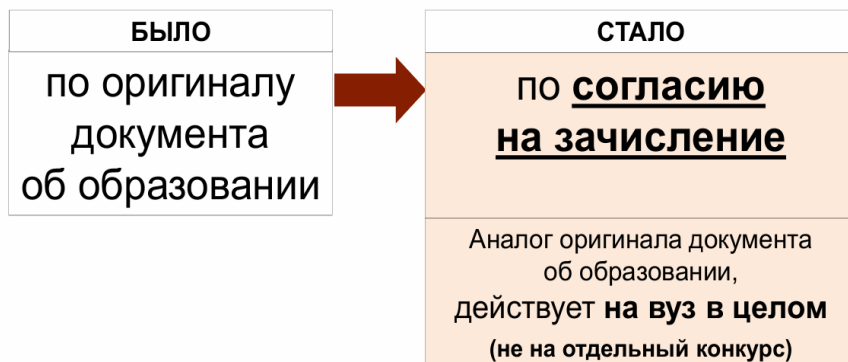 БЫЛО
по оригиналу
документа
об образовании
СТАЛО
по согласию
на зачисление
Аналог оригинала документа
об образовании,
действует на вуз в целом
(не на отдельный конкурс)